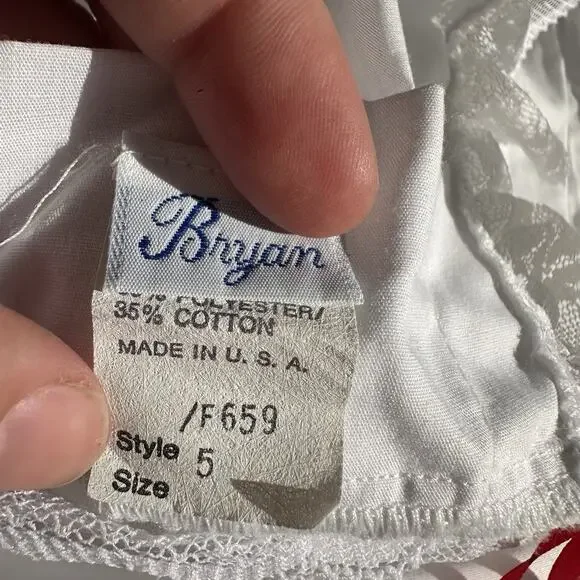 Bryan
% POLYESTER/
35% COTTON
MADE IN U. S. A.
/F659
Style 5
Size